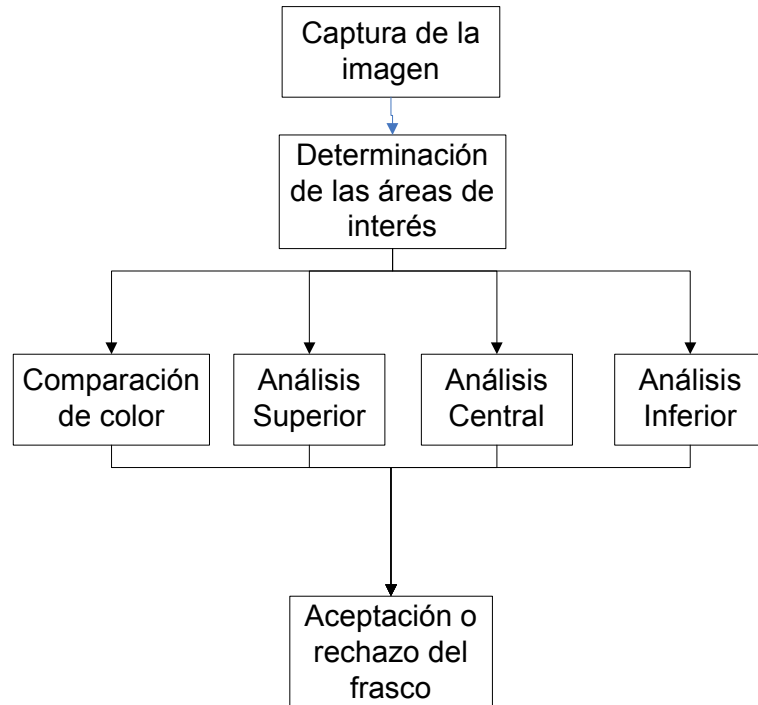 Captura de la
imagen
Determinación
de las áreas de
interés
Comparación
de color
Análisis
Superior
Análisis
Central
Análisis
Inferior
Aceptación o
rechazo del
frasco